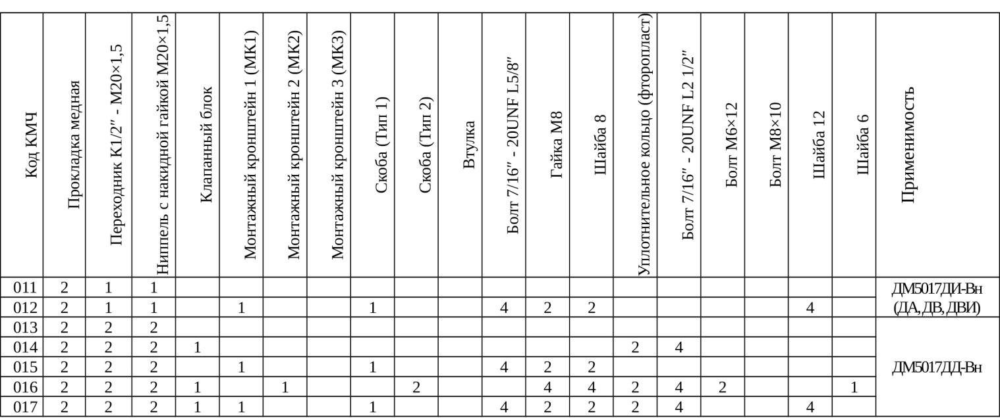 Код КМЧ
Прокладка медная
Переходник К1/2″ - М20×1,5
Ниппель с накидной гайкой М20×1,5
Клапанный блок
Монтажный кронштейн 1 (МК1)
Монтажный кронштейн 2 (МК2)
Монтажный кронштейн 3 (МК3)
Скоба (Тип 1)
Скоба (Тип 2)
Втулка
Болт 7/16″ - 20UNF L5/8″
Гайка М8
Шайба 8
Уплотнительное кольцо (фторопласт)
Болт 7/16″ - 20UNF L2 1/2″
Болт М6×12
Болт М8×10
Шайба 12
Шайба 6
Применимость
011 2 1 1 ДМ5017ДИ-Вн
012 2 1 1 1 1 4 2 2 4 (ДА, ДВ, ДВИ)
013 2 2 2
014 2 2 2 1 2 4
015 2 2 2 1 1 4 2 2 ДМ5017ДД-Вн
016 2 2 2 1 1 2 4 4 2 4 2 1
017 2 2 2 1 1 1 4 2 2 2 4 4